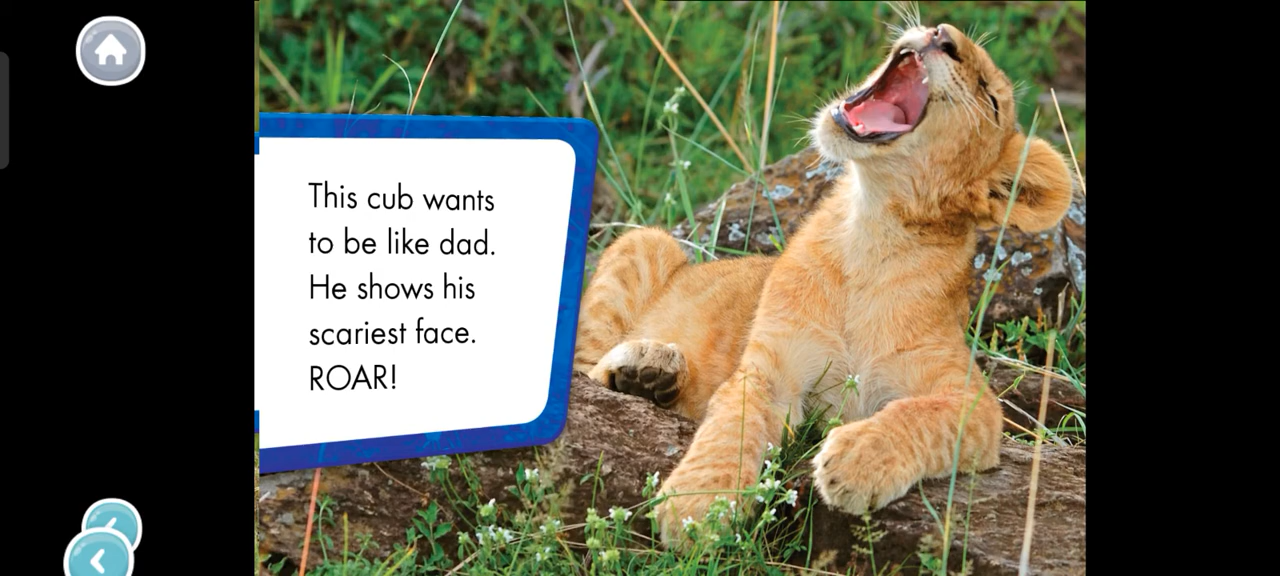 This cub wants
to be like dad.
He shows his
scariest face.
ROAR!